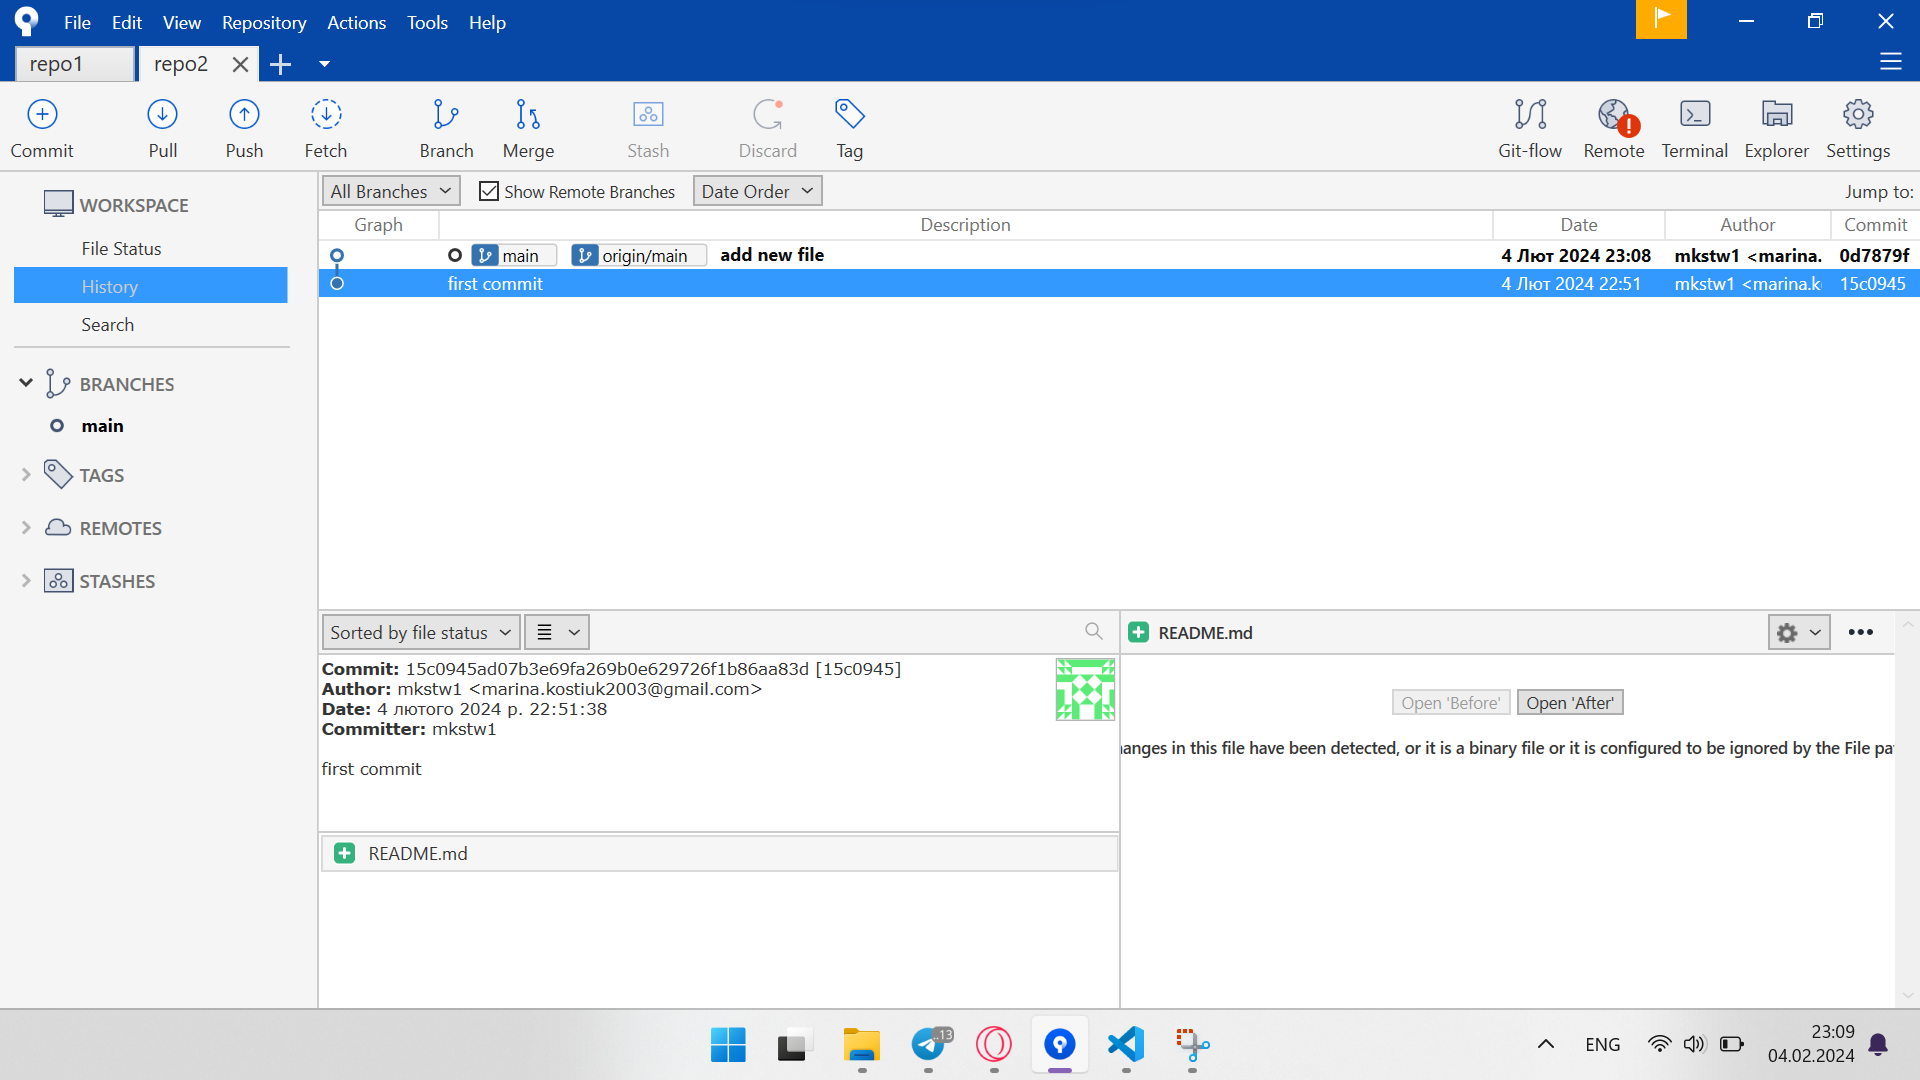 File Edit View Repository Actions Tools Help
repo1 repo2
Commit Pull Push Fetch Branch Merge Stash Discard Tag Git-flow Remote Terminal Explorer Settings
WORKSPACE
File Status
History
Search
BRANCHES
main
TAGS
REMOTES
STASHES
All Branches Show Remote Branches Date Order Jump to:
Graph Description Date Author Commit
main origin/main add new file 4 Лют 2024 23:08 mkstw1 <marina. 0d7879f
first commit 4 Лют 2024 22:51 mkstw1 <marina.k 15c0945
Sorted by file status
Commit: 15c0945ad07b3e69fa269b0e629726f1b86aa83d [15c0945]
Author: mkstw1 <marina.kostiuk2003@gmail.com>
Date: 4 лютого 2024 р. 22:51:38
Committer: mkstw1
first commit
README.md
README.md
Open 'Before' Open 'After'
anges in this file have been detected, or it is a binary file or it is configured to be ignored by the File pa
..13
ENG
23:09
04.02.2024